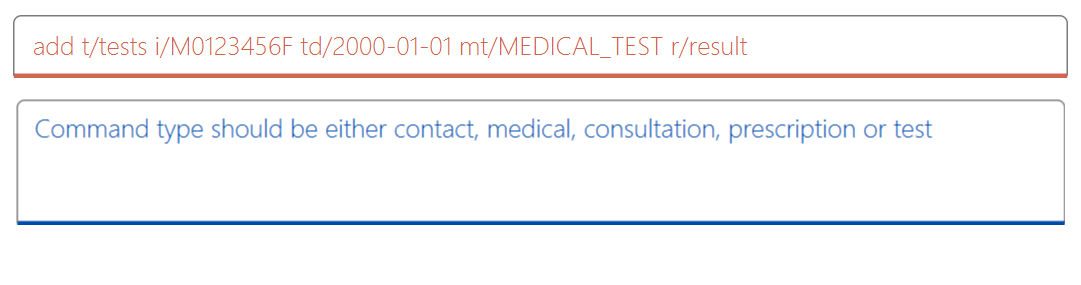 add t/tests i/M0123456F td/2000-01-01 mt/MEDICAL_TEST r/result
Command type should be either contact, medical, consultation, prescription or test